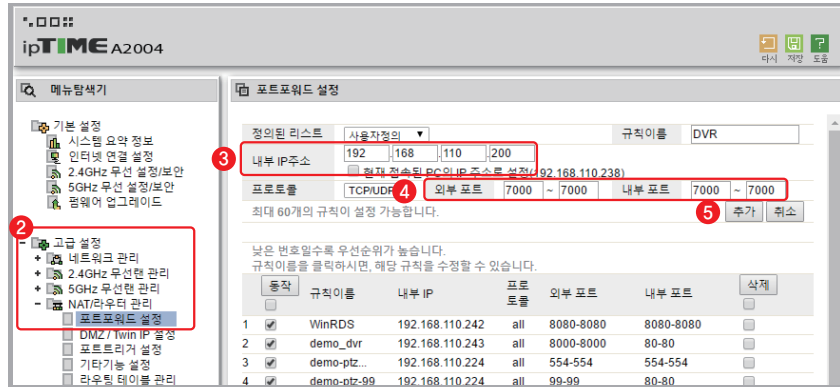 ipTIME A2004
다시 저장 도움
메뉴탐색기
기본 설정
시스템 요약 정보
인터넷 연결 설정
2.4GHz 무선 설정/보안
5GHz 무선 설정/보안
펌웨어 업그레이드
2
고급 설정
네트워크 관리
2.4GHz 무선랜 관리
5GHz 무선랜 관리
NAT/라우터 관리
포트포워드 설정
DMZ / Twin IP 설정
포트트리거 설정
기타기능 설정
라우팅 테이블 관리
포트포워드 설정
정의된 리스트 사용자정의 규칙이름 DVR
3 내부 IP주소 192 .168 .110 .200
현재 접속된 PC의 IP 주소로 설정(192.168.110.238)
프로토콜 TCP/UDP 4 외부 포트 7000 ~ 7000 내부 포트 7000 ~ 7000
최대 60개의 규칙이 설정 가능합니다. 5 추가 취소
낮은 번호일수록 우선순위가 높습니다.
규칙이름을 클릭하시면, 해당 규칙을 수정할 수 있습니다.
동작 규칙이름 내부 IP 프로토콜 외부 포트 내부 포트 삭제
1 WinRDS 192.168.110.242 all 8080-8080 8080-8080
2 demo_dvr 192.168.110.243 all 8000-8000 80-80
3 demo-ptz... 192.168.110.224 all 554-554 554-554
4 demo-ptz-99 192.168.110.224 all 99-99 80-80